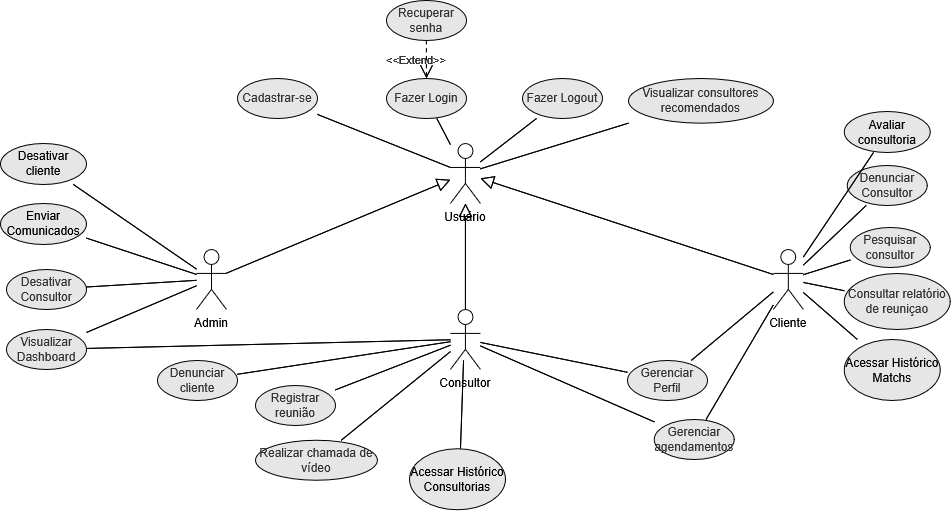 Recuperar
senha
<<Extend>>
Cadastrar-se
Fazer Login
Fazer Logout
Visualizar consultores
recomendados
Avaliar
consultoria
Desativar
cliente
Denunciar
Consultor
Usuário
Enviar
Comunicados
Pesquisar
consultor
Desativar
Consultor
Consultar relatório
de reuniçao
Admin
Cliente
Visualizar
Dashboard
Consultor
Acessar Histórico
Matchs
Denunciar
cliente
Gerenciar
Perfil
Registrar
reunião
Gerenciar
agendamentos
Realizar chamada de
vídeo
Acessar Histórico
Consultorias